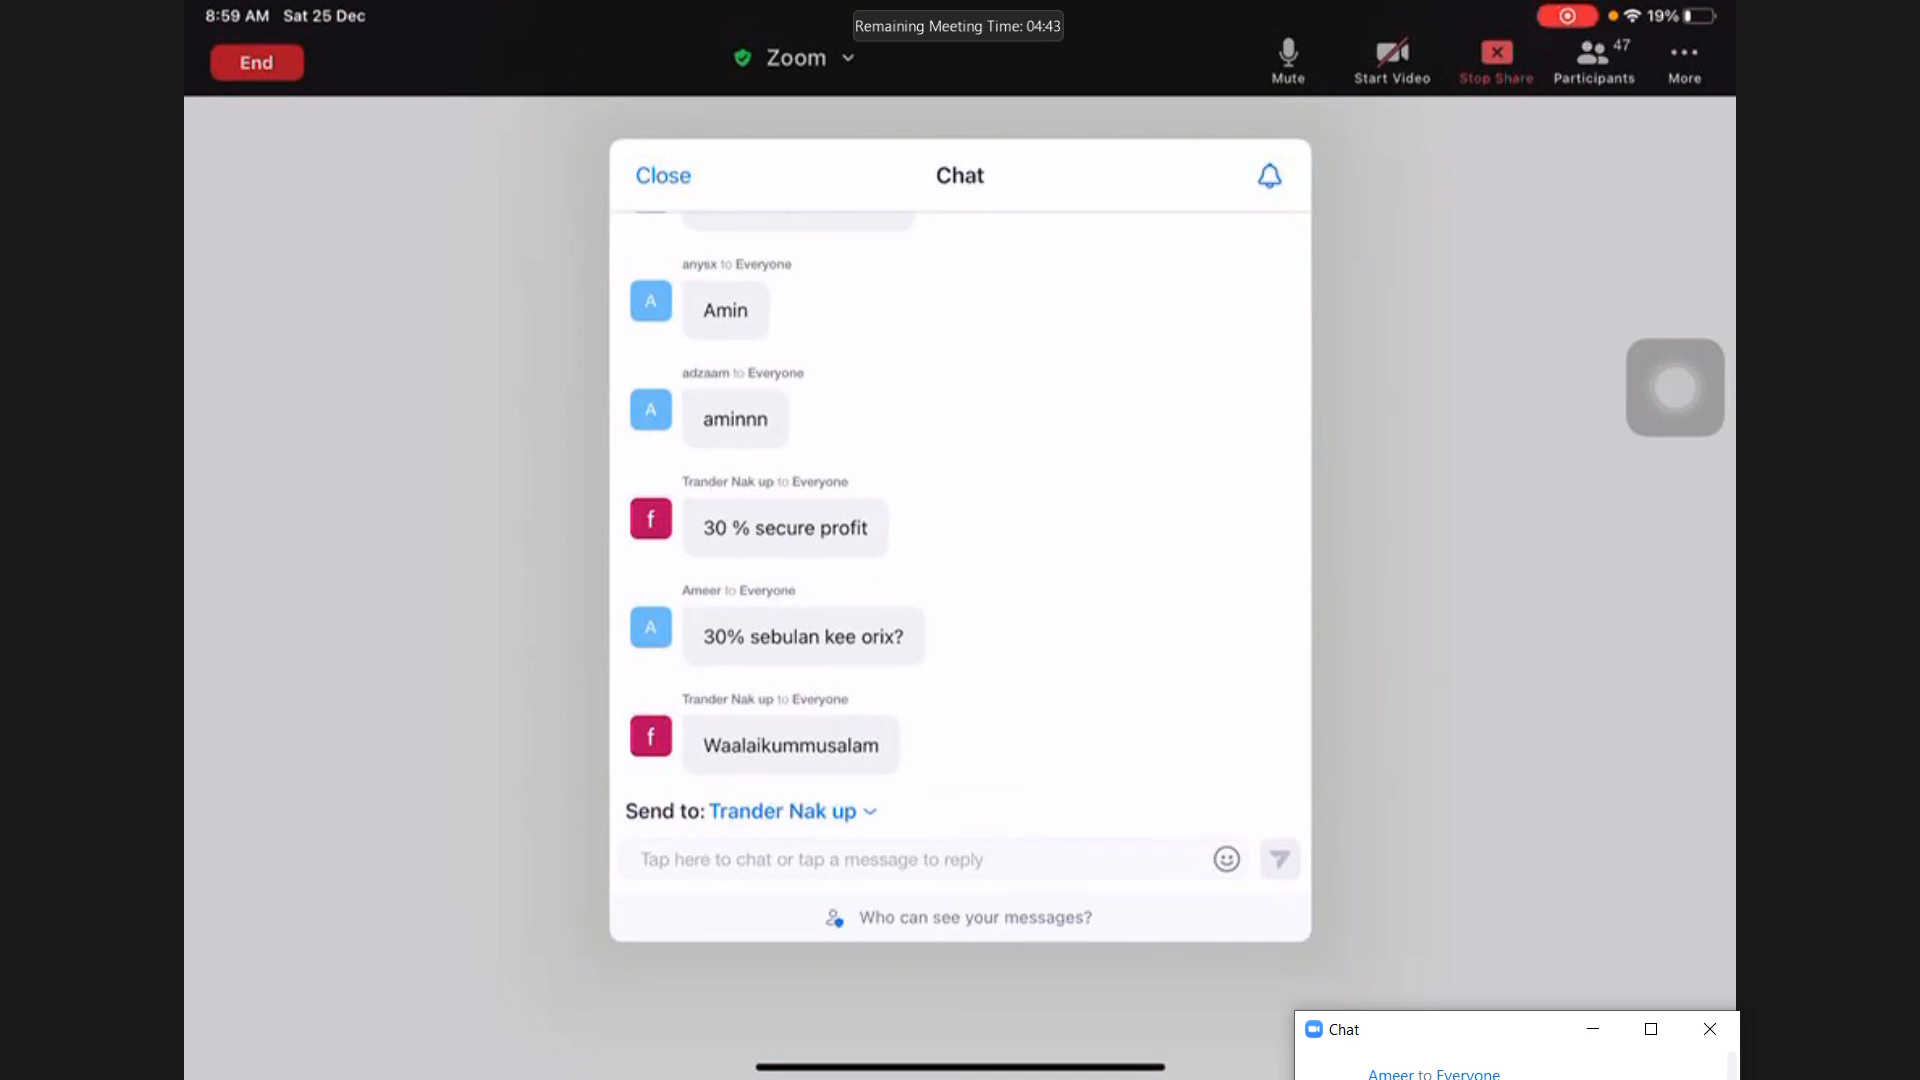 8:59 AM Sat 25 Dec
Remaining Meeting Time: 04:43
19%
End
Zoom
Mute
Start Video
Stop Share
Participants
47
More
Close
Chat
anysx to Everyone
A
Amin
adzaam to Everyone
A
aminnn
Trander Nak up to Everyone
f
30 % secure profit
Ameer to Everyone
A
30% sebulan kee orix?
Trander Nak up to Everyone
f
Waalaikummusalam
Send to: Trander Nak up
Tap here to chat or tap a message to reply
Who can see your messages?
Chat
Ameer to Everyone